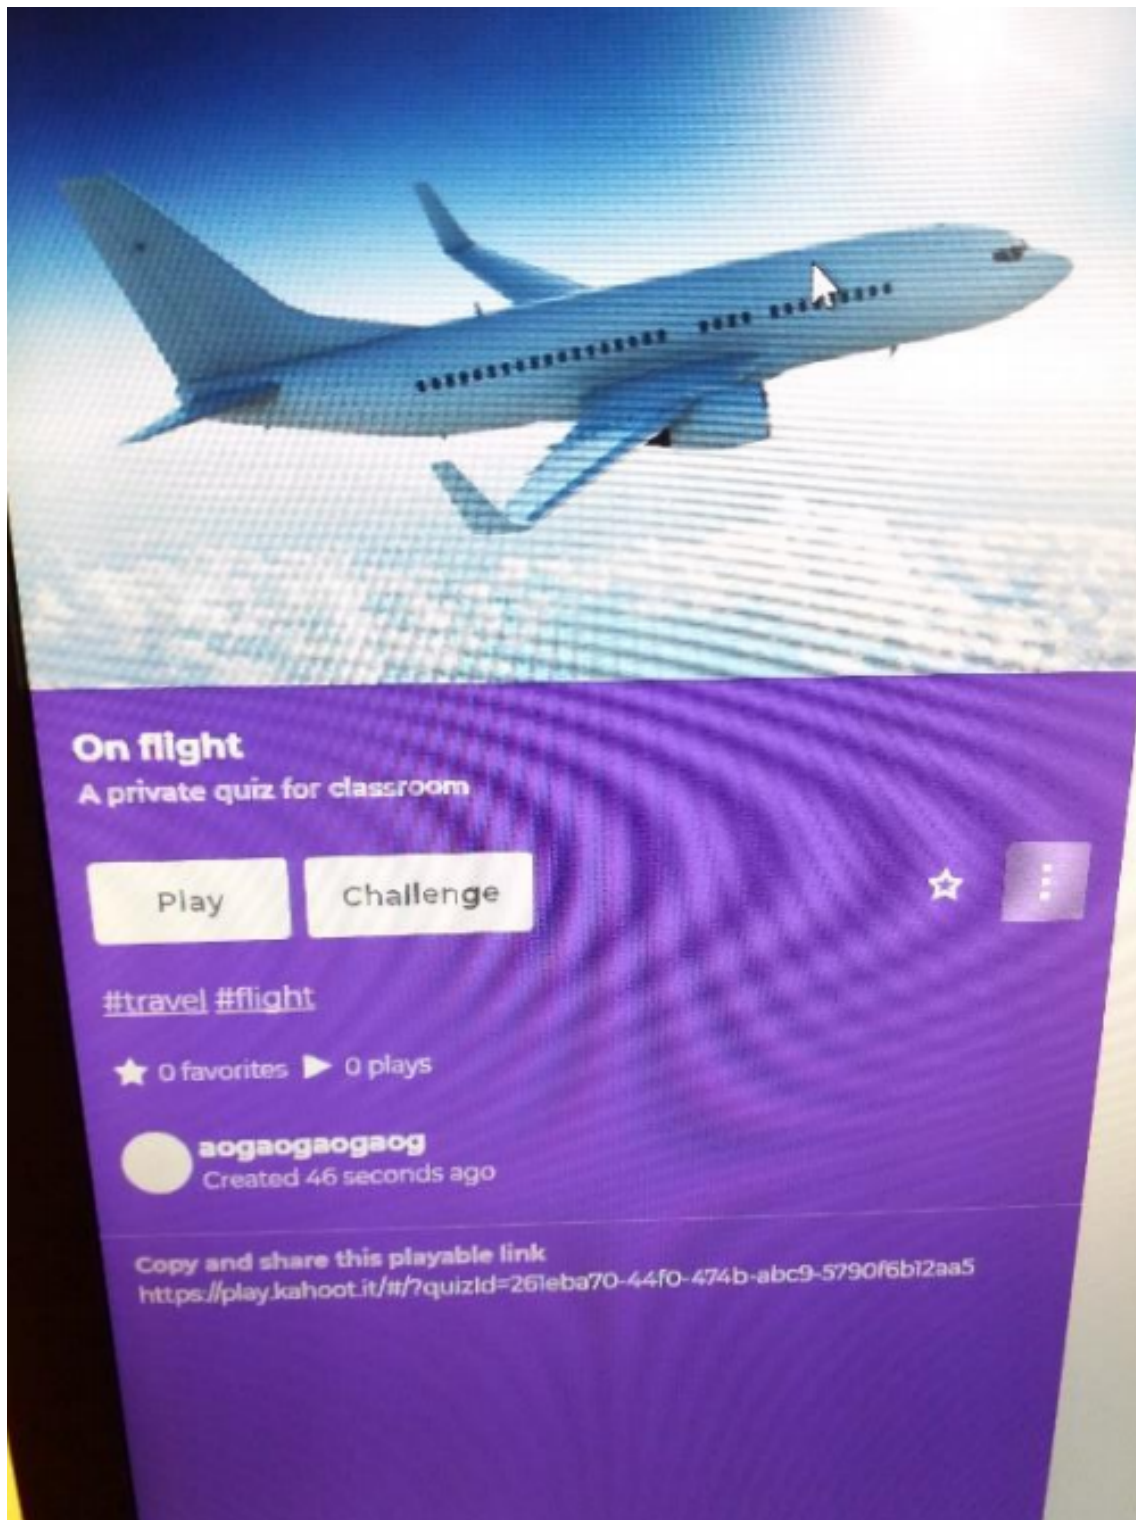 On flight
A private quiz for classroom
Play
Challenge
#travel #flight
0 favorites 0 plays
aogaogaogaog
Created 46 seconds ago
Copy and share this playable link
https://play.kahoot.it/#/?quizId=261eba70-44f0-474b-abc9-5790f6b12aa5